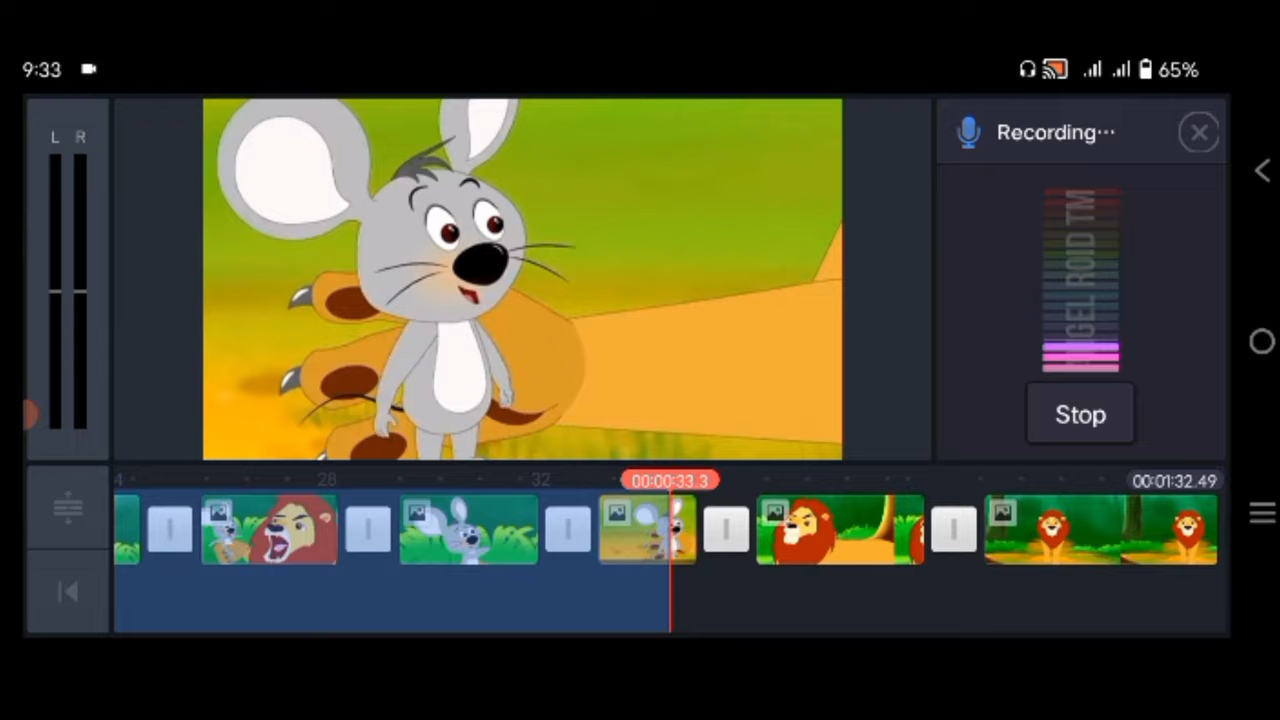 9:33
65%
L R
Recording...
GEL ROID TM
Stop
4
28
32
00:00:33.3
00:01:32.49